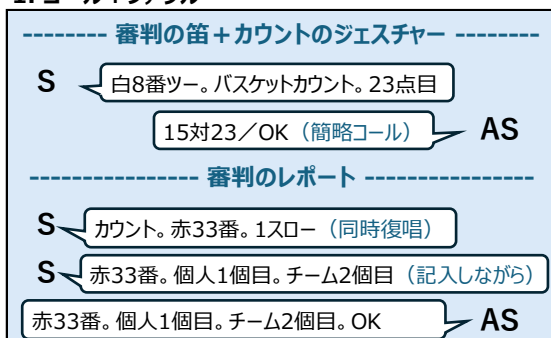 -------- 審判の笛＋カウントのジェスチャー --------
S 白8番ツー。バスケットカウント。23点目
15対23／OK（簡略コール） AS
---------------- 審判のレポート ----------------
S カウント。赤33番。1スロー（同時復唱）
S 赤33番。個人1個目。チーム2個目（記入しながら）
赤33番。個人1個目。チーム2個目。OK AS